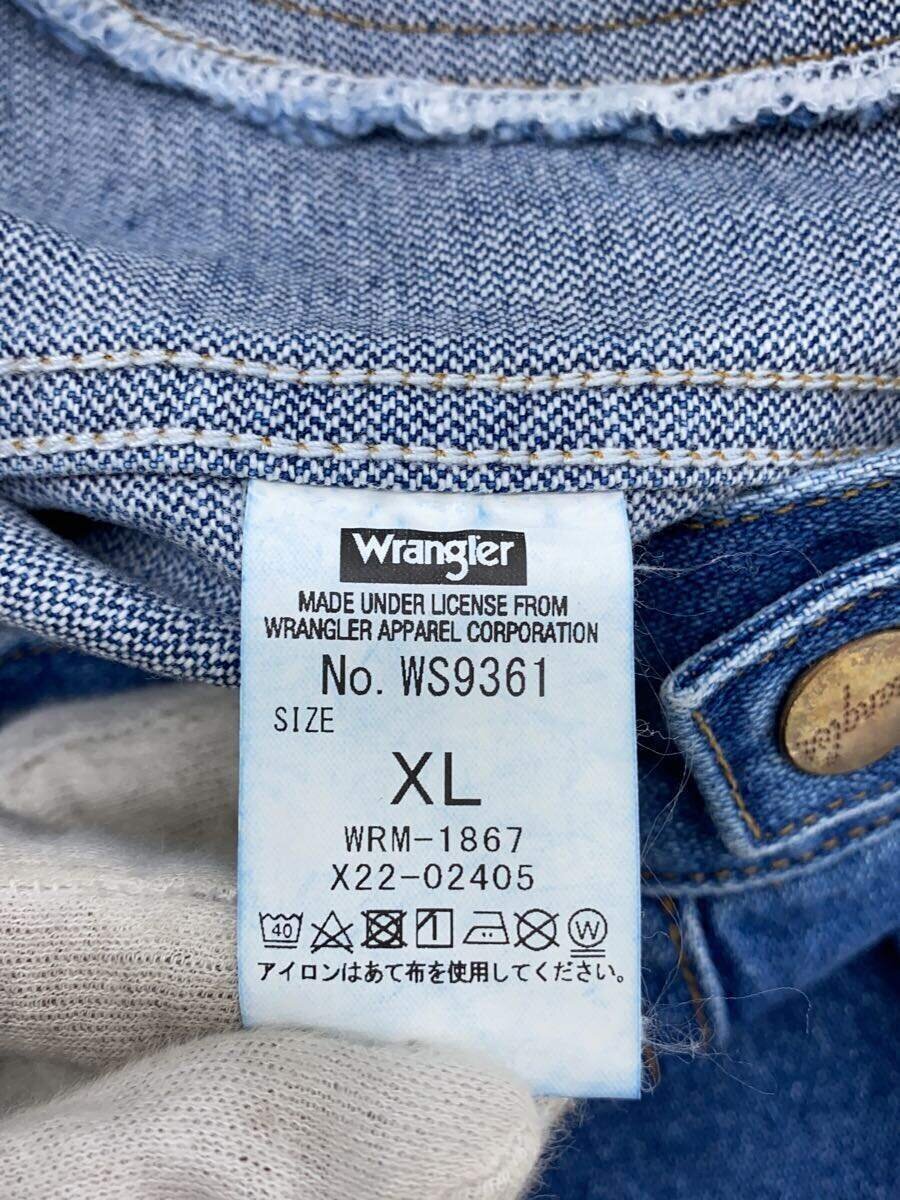 Wrangler
MADE UNDER LICENSE FROM
WRANGLER APPAREL CORPORATION
No. WS9361
SIZE
XL
WRM-1867
X22-02405
40
W
アイロンはあて布を使用してください。